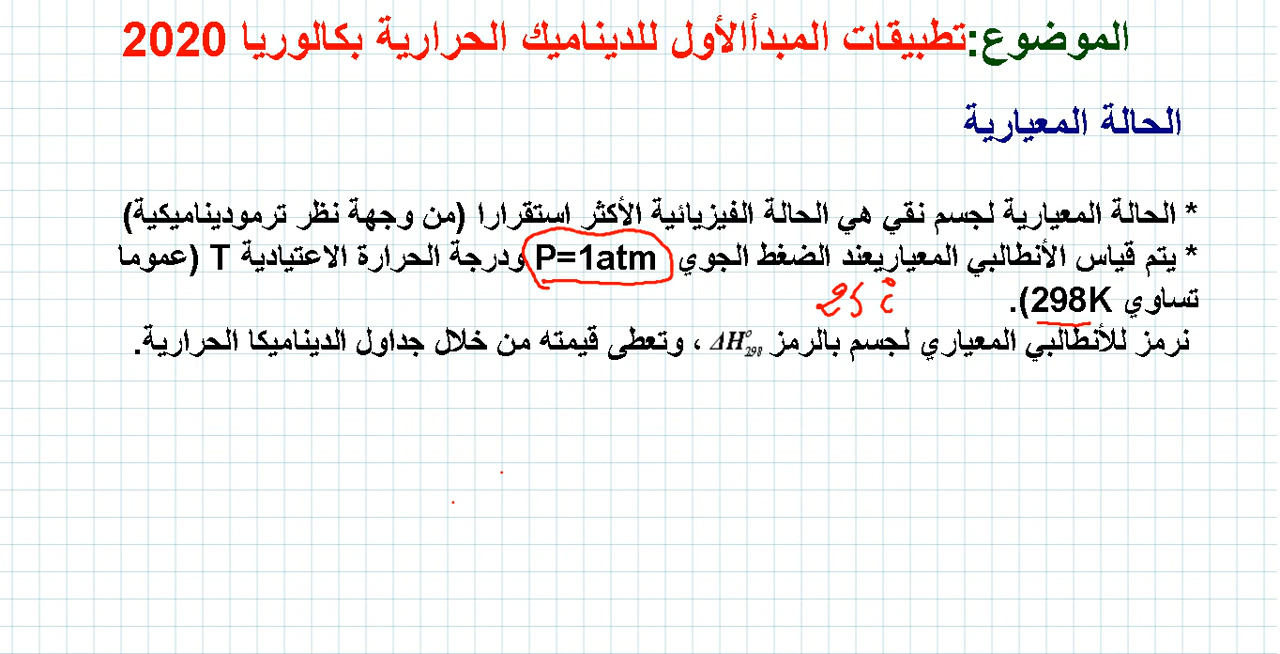 الموضوع:تطبيقات المبدأالأول للديناميك الحرارية بكالوريا 2020
الحالة المعيارية
* الحالة المعيارية لجسم نقي هي الحالة الفيزيائية الأكثر استقرارا (من وجهة نظر ترموديناميكية)
* يتم قياس الأنطالبي المعياريعند الضغط الجوي P=1atm ودرجة الحرارة الاعتيادية T (عموما
تساوي 298K).
25 c°
نرمز للأنطالبي المعياري لجسم بالرمز ΔH°298 ، وتعطى قيمته من خلال جداول الديناميكا الحرارية.